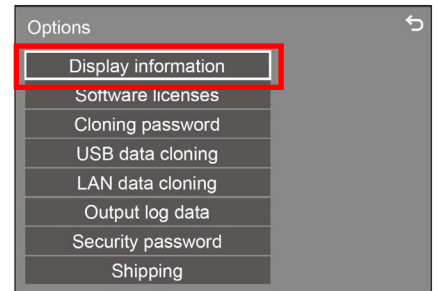 Options
Display information
Software licenses
Cloning password
USB data cloning
LAN data cloning
Output log data
Security password
Shipping